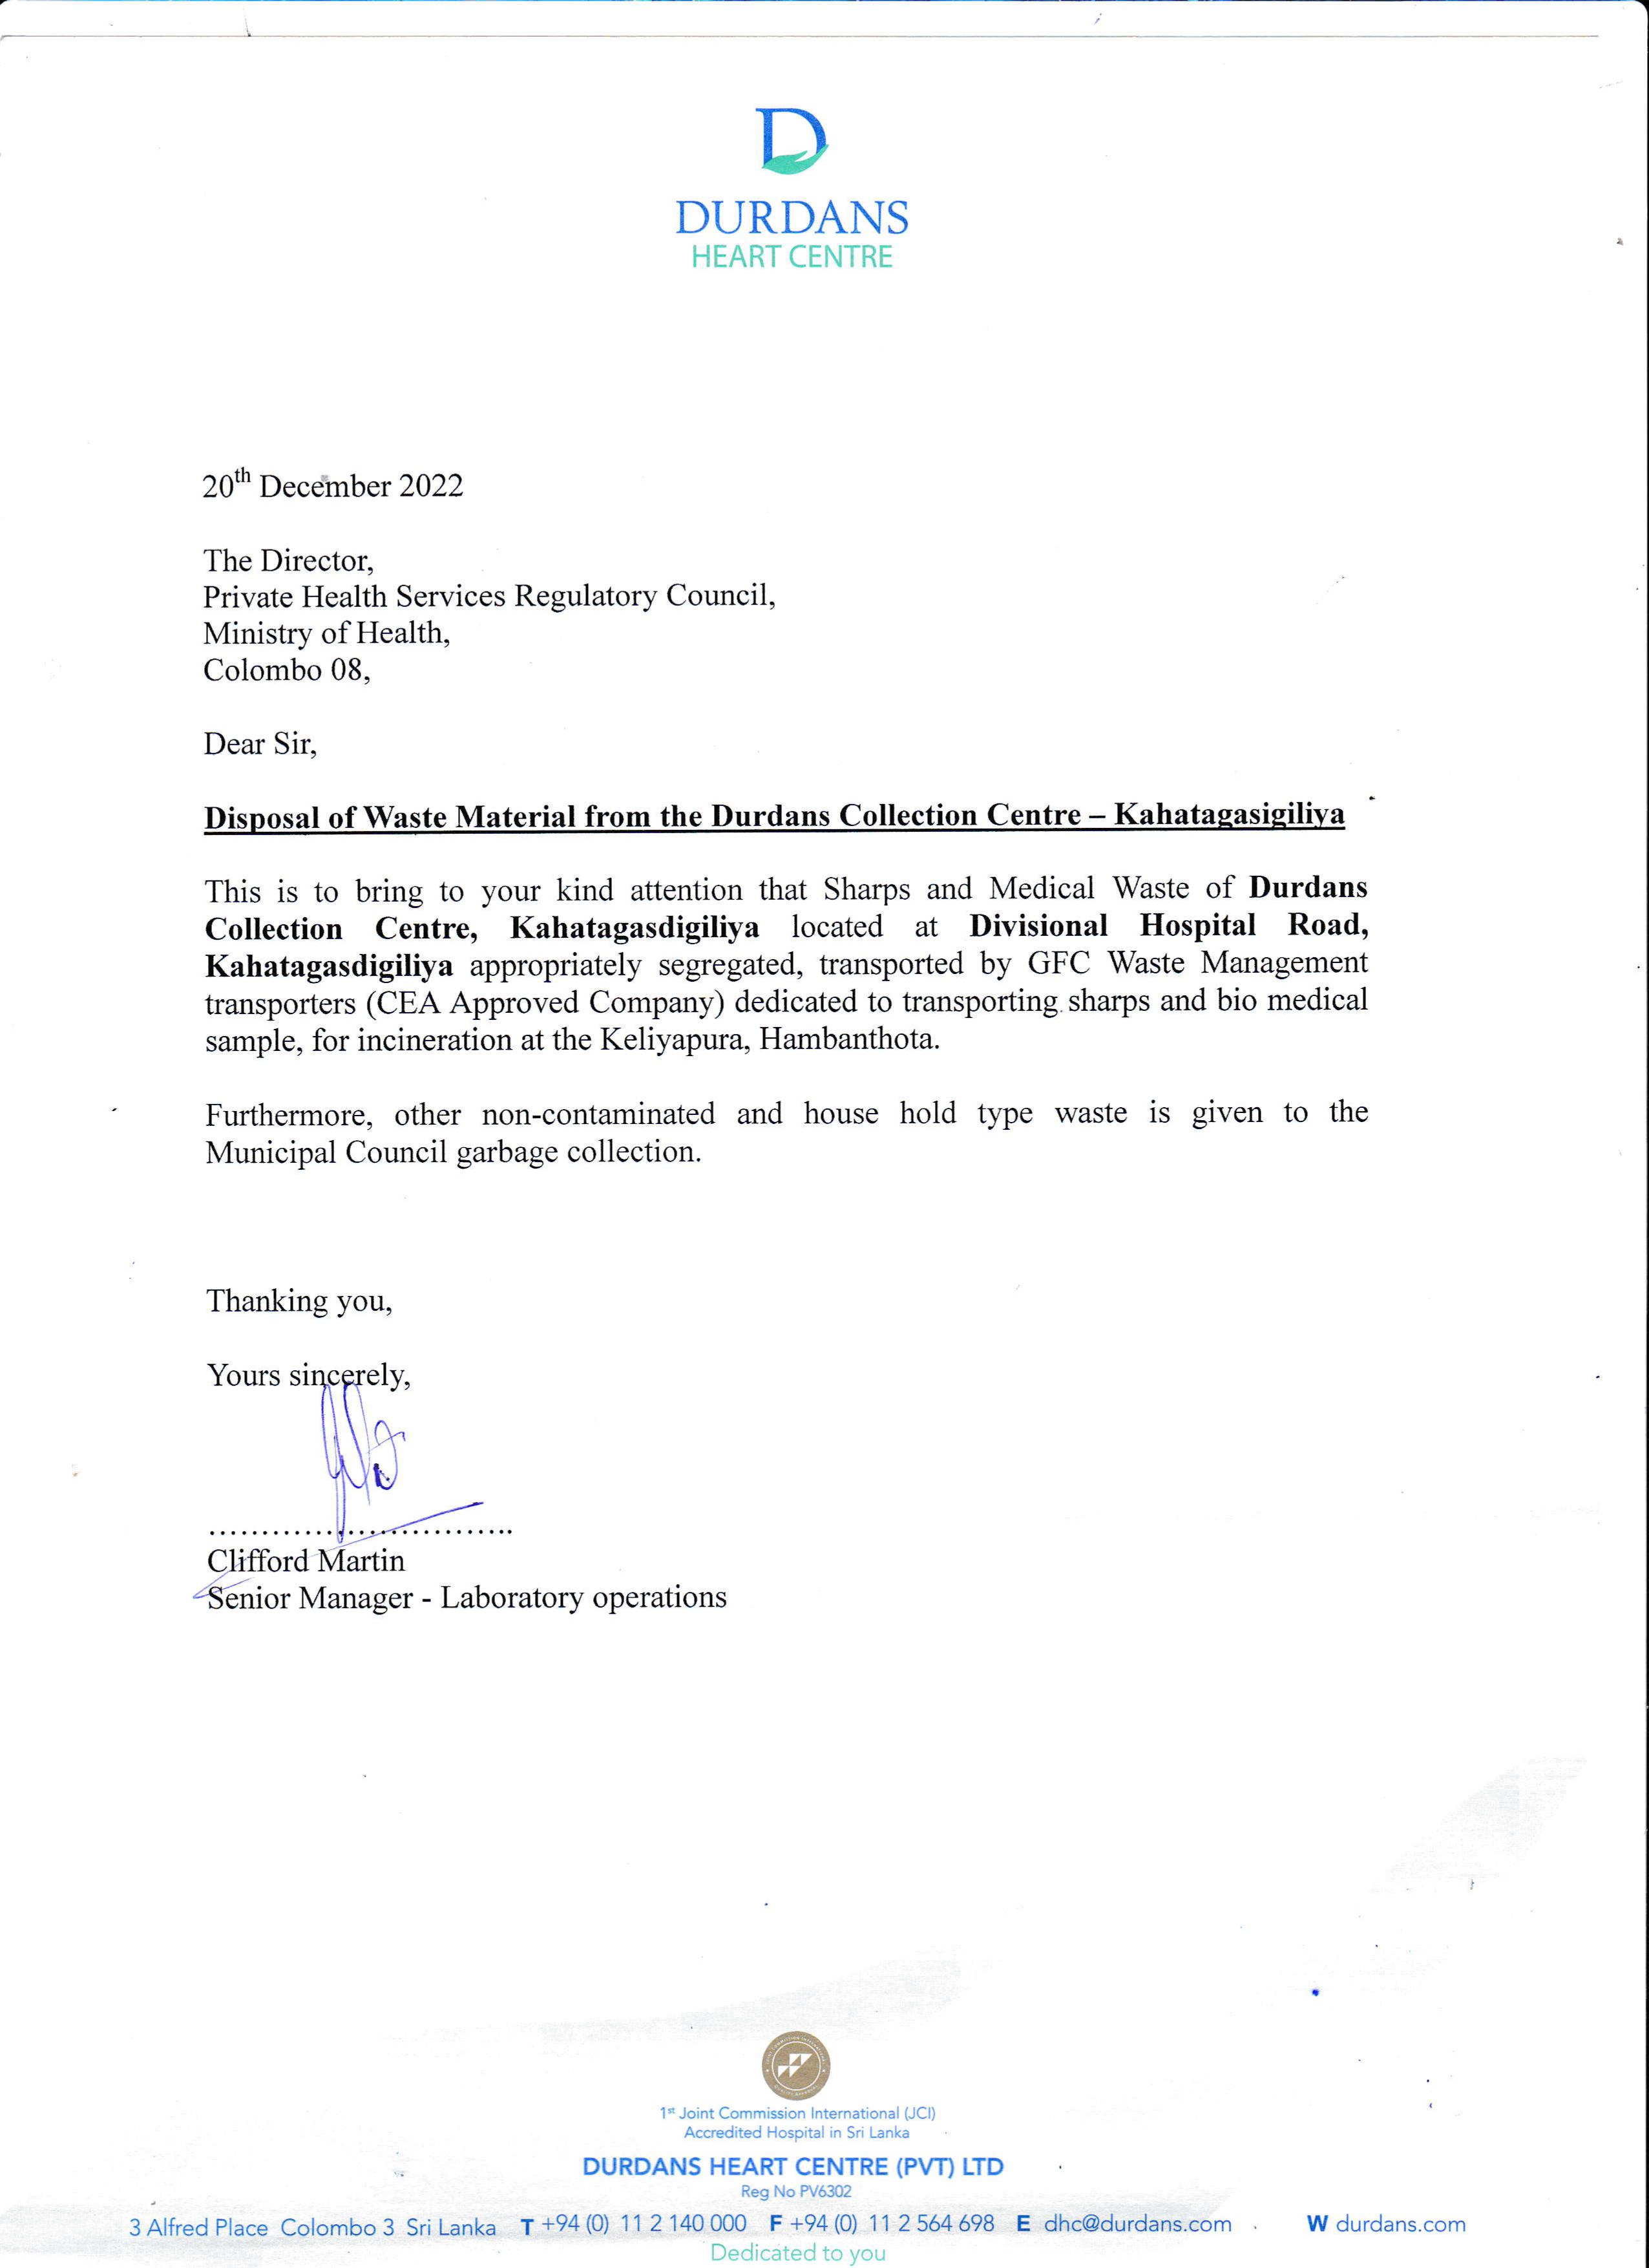 DURDANS
HEART CENTRE
20th December 2022
The Director,
Private Health Services Regulatory Council,
Ministry of Health,
Colombo 08,
Dear Sir,
Disposal of Waste Material from the Durdans Collection Centre – Kahatagasigiliya
This is to bring to your kind attention that Sharps and Medical Waste of Durdans
Collection Centre, Kahatagasdigiliya located at Divisional Hospital Road,
Kahatagasdigiliya appropriately segregated, transported by GFC Waste Management
transporters (CEA Approved Company) dedicated to transporting sharps and bio medical
sample, for incineration at the Keliyapura, Hambanthota.
Furthermore, other non-contaminated and house hold type waste is given to the
Municipal Council garbage collection.
Thanking you,
Yours sincerely,
Clifford Martin
Senior Manager - Laboratory operations
1st Joint Commission International (JCI)
Accredited Hospital in Sri Lanka
DURDANS HEART CENTRE (PVT) LTD
Reg No PV6302
3 Alfred Place Colombo 3 Sri Lanka T +94 (0) 11 2 140 000 F +94 (0) 11 2 564 698 E dhc@durdans.com W durdans.com
Dedicated to you